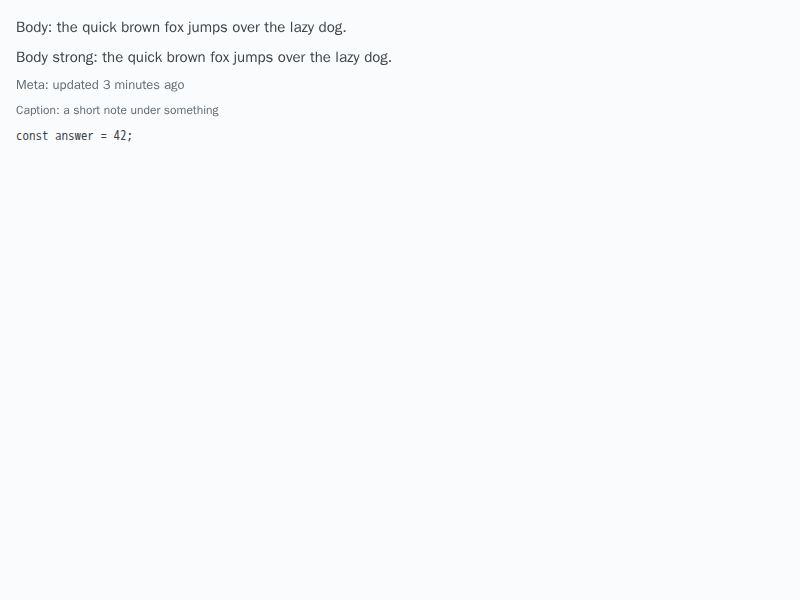 Body: the quick brown fox jumps over the lazy dog.
Body strong: the quick brown fox jumps over the lazy dog.
Meta: updated 3 minutes ago
Caption: a short note under something
const answer = 42;